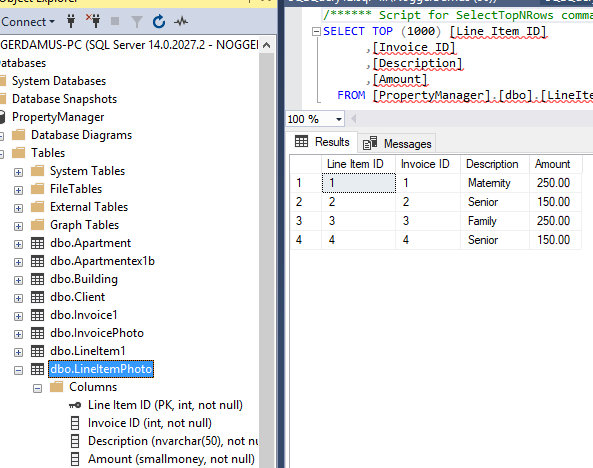 Object Explorer
Connect
GGERDAMUS-PC (SQL Server 14.0.2027.2 - NOGGER
Databases
System Databases
Database Snapshots
PropertyManager
Database Diagrams
Tables
System Tables
FileTables
External Tables
Graph Tables
dbo.Apartment
dbo.Apartmentex1b
dbo.Building
dbo.Client
dbo.Invoice1
dbo.InvoicePhoto
dbo.LineItem1
dbo.LineItemPhoto
Columns
Line Item ID (PK, int, not null)
Invoice ID (int, not null)
Description (nvarchar(50), not nu
Amount (smallmoney, not null)
/****** Script for SelectTopNRows comma
SELECT TOP (1000) [Line Item ID]
,[Invoice ID]
,[Description]
,[Amount]
FROM [PropertyManager].[dbo].[LineIte
100 %
Results Messages
Line Item ID Invoice ID Description Amount
1 1 1 Maternity 250.00
2 2 2 Senior 150.00
3 3 3 Family 250.00
4 4 4 Senior 150.00